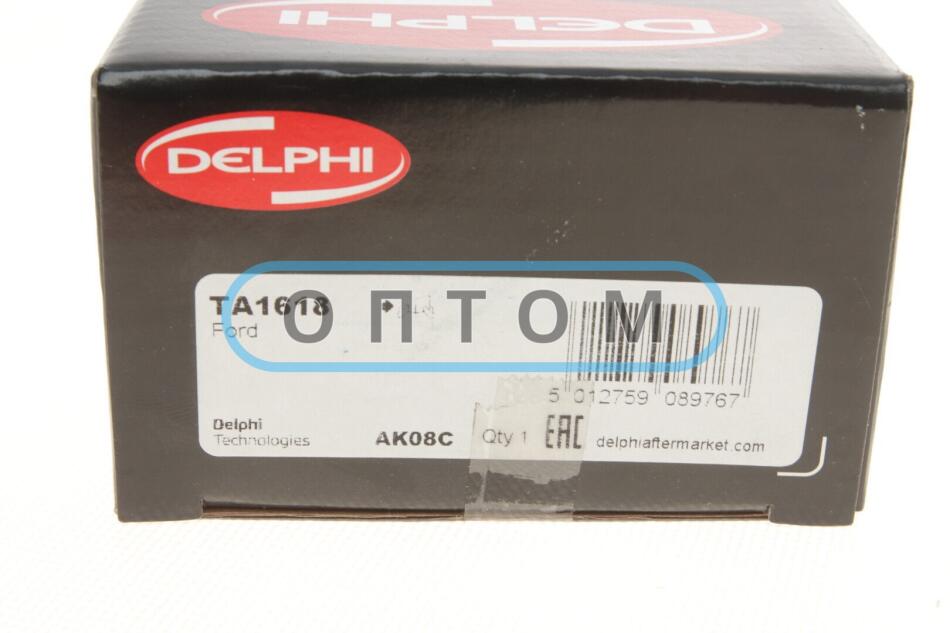 DELPHI
DELPHI
TA1618
Ford
ОПТОМ
5 012759 089767
Delphi
Technologies
AK08C
Qty 1
EAC
delphiaftermarket.com